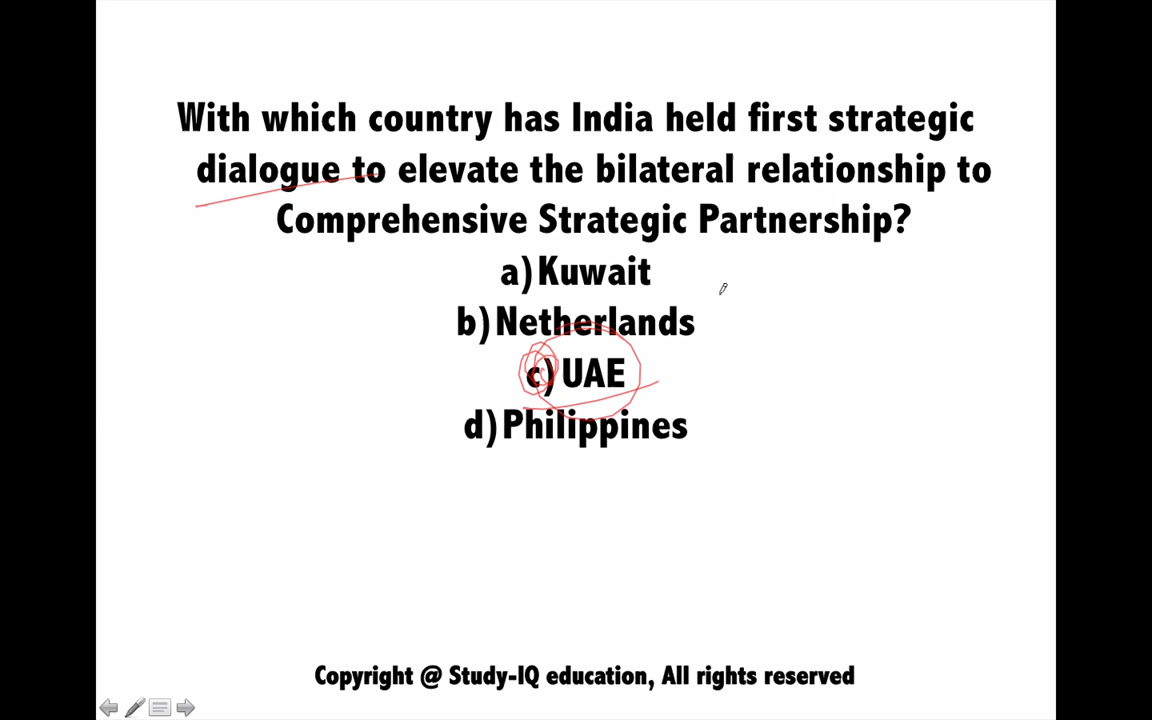 With which country has India held first strategic
dialogue to elevate the bilateral relationship to
Comprehensive Strategic Partnership?
a)Kuwait
b)Netherlands
c)UAE
d)Philippines
Copyright @ Study-IQ education, All rights reserved